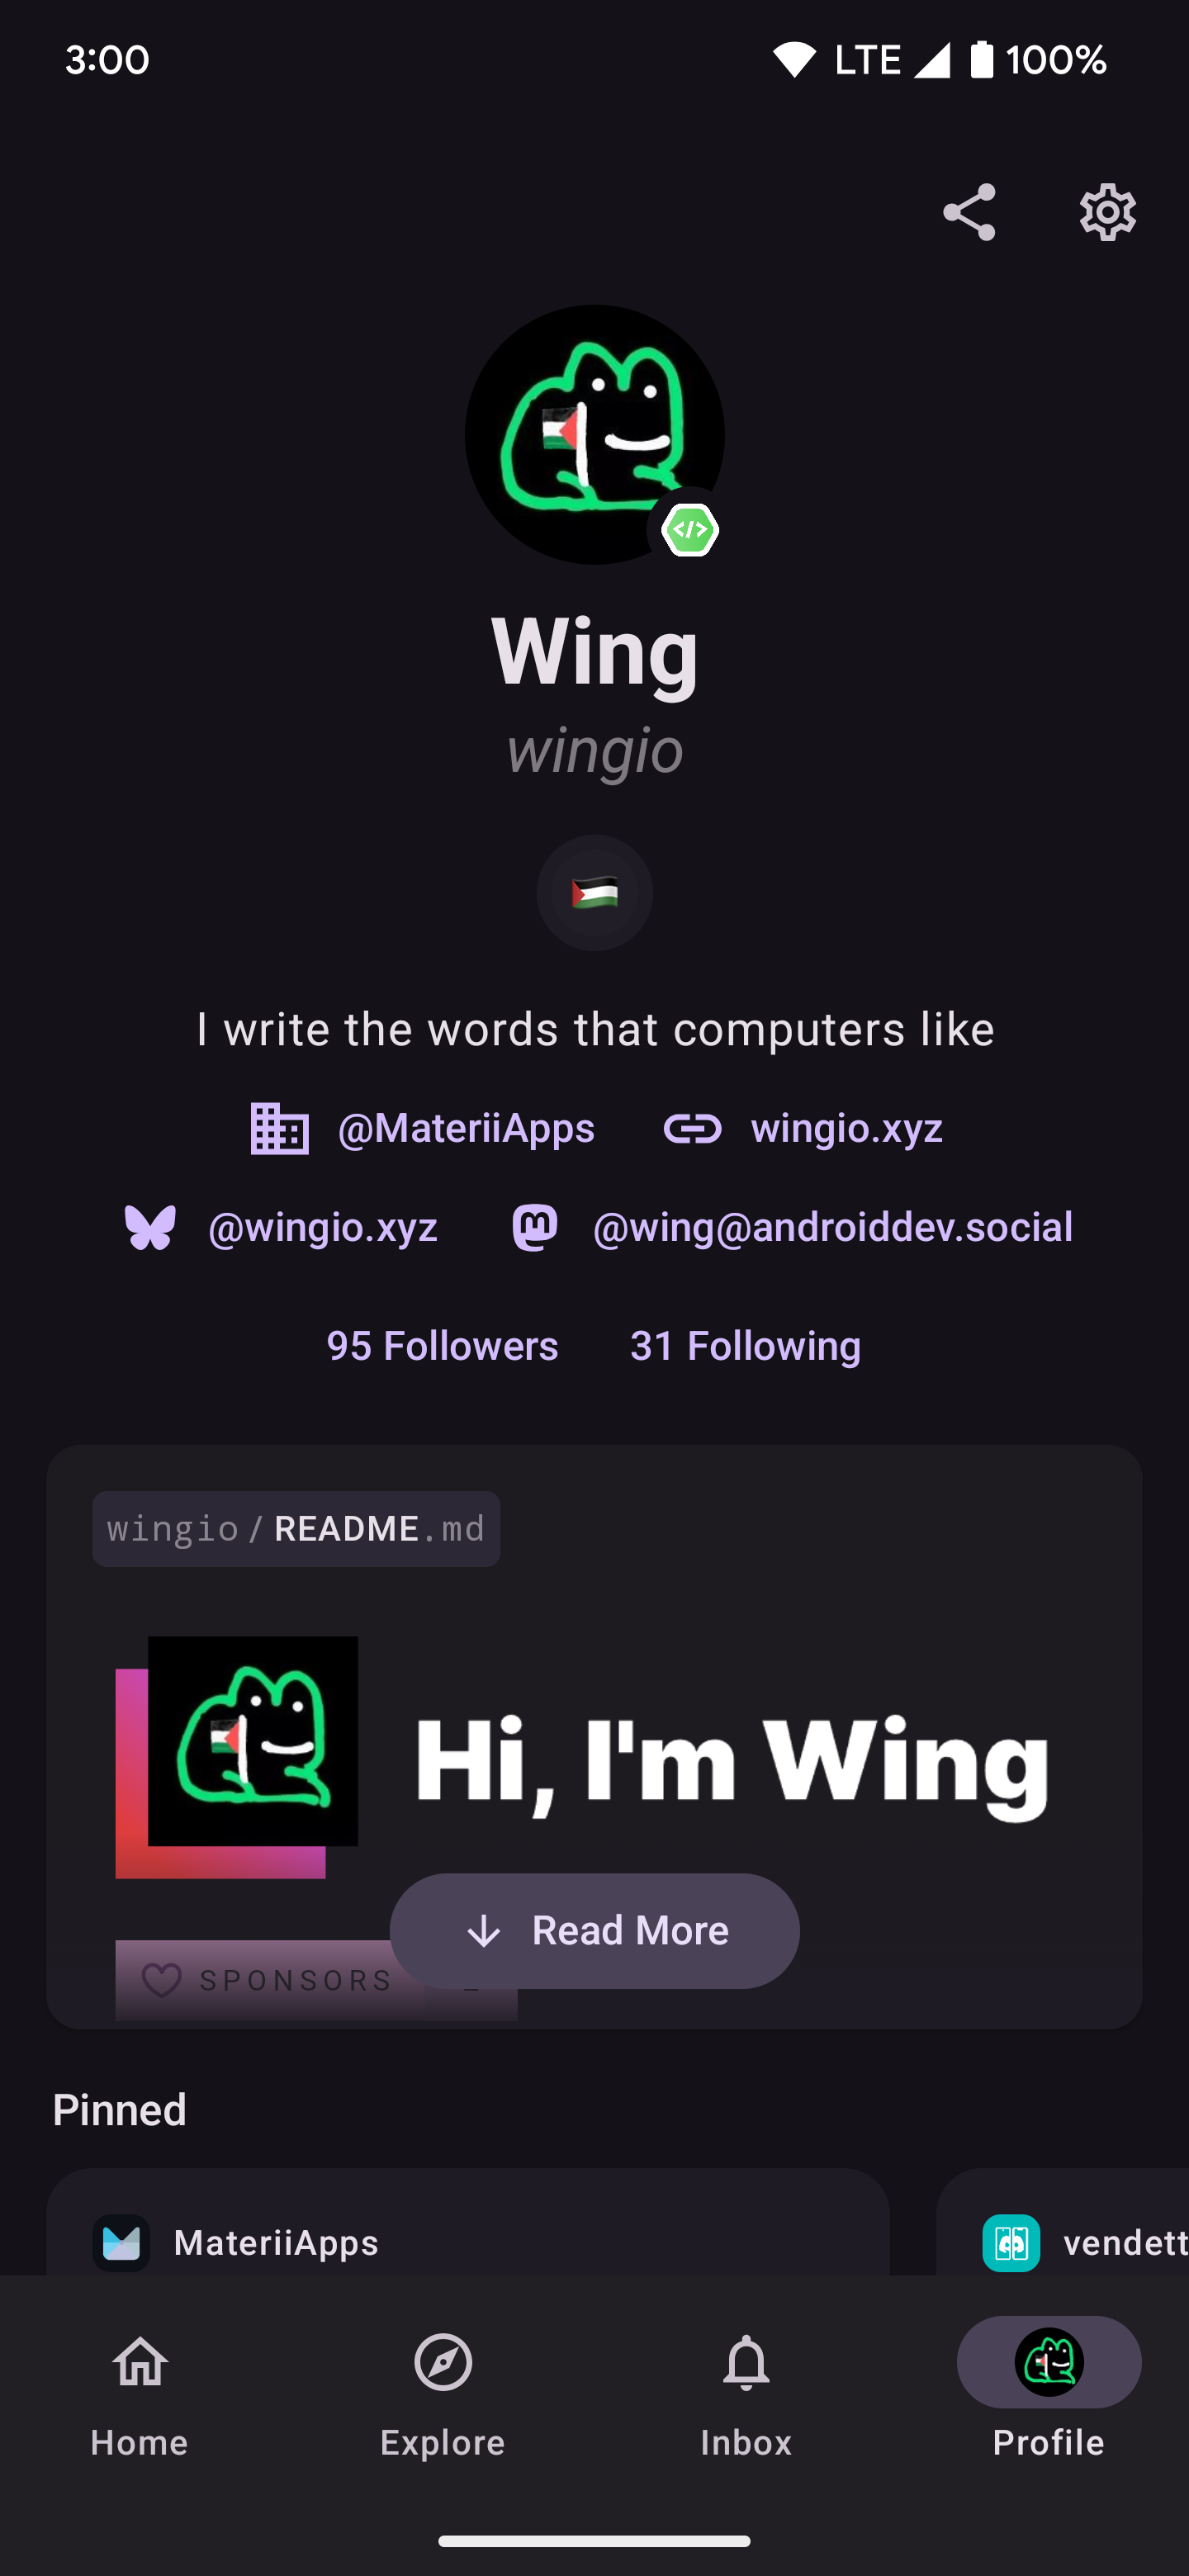 3:00 LTE 100%
Wing
wingio
I write the words that computers like
@MateriiApps wingio.xyz
@wingio.xyz @wing@androiddev.social
95 Followers 31 Following
wingio/README.md
Hi, I'm Wing
Read More
SPONSORS
Pinned
MateriiApps vendett
Home Explore Inbox Profile